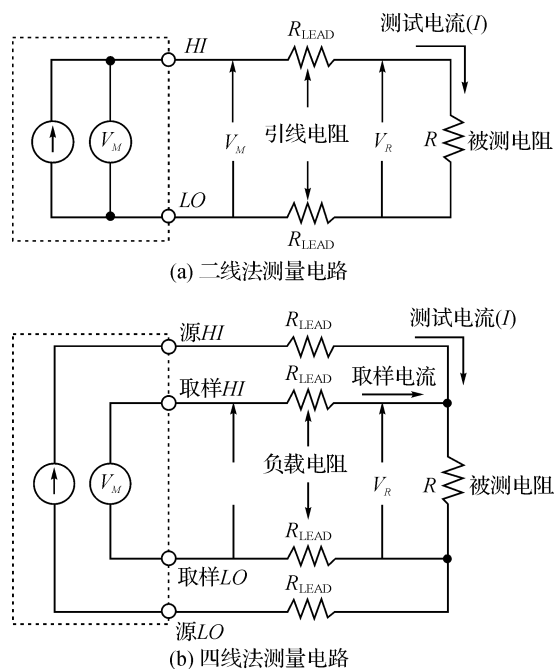 测试电流(I)
R_LEAD
HI
V_M
V_M
引线电阻
V_R
R
被测电阻
LO
R_LEAD
(a) 二线法测量电路
测试电流(I)
R_LEAD
源HI
R_LEAD
取样电流
取样HI
负载电阻
V_M
V_R
R
被测电阻
R_LEAD
取样LO
R_LEAD
源LO
(b) 四线法测量电路